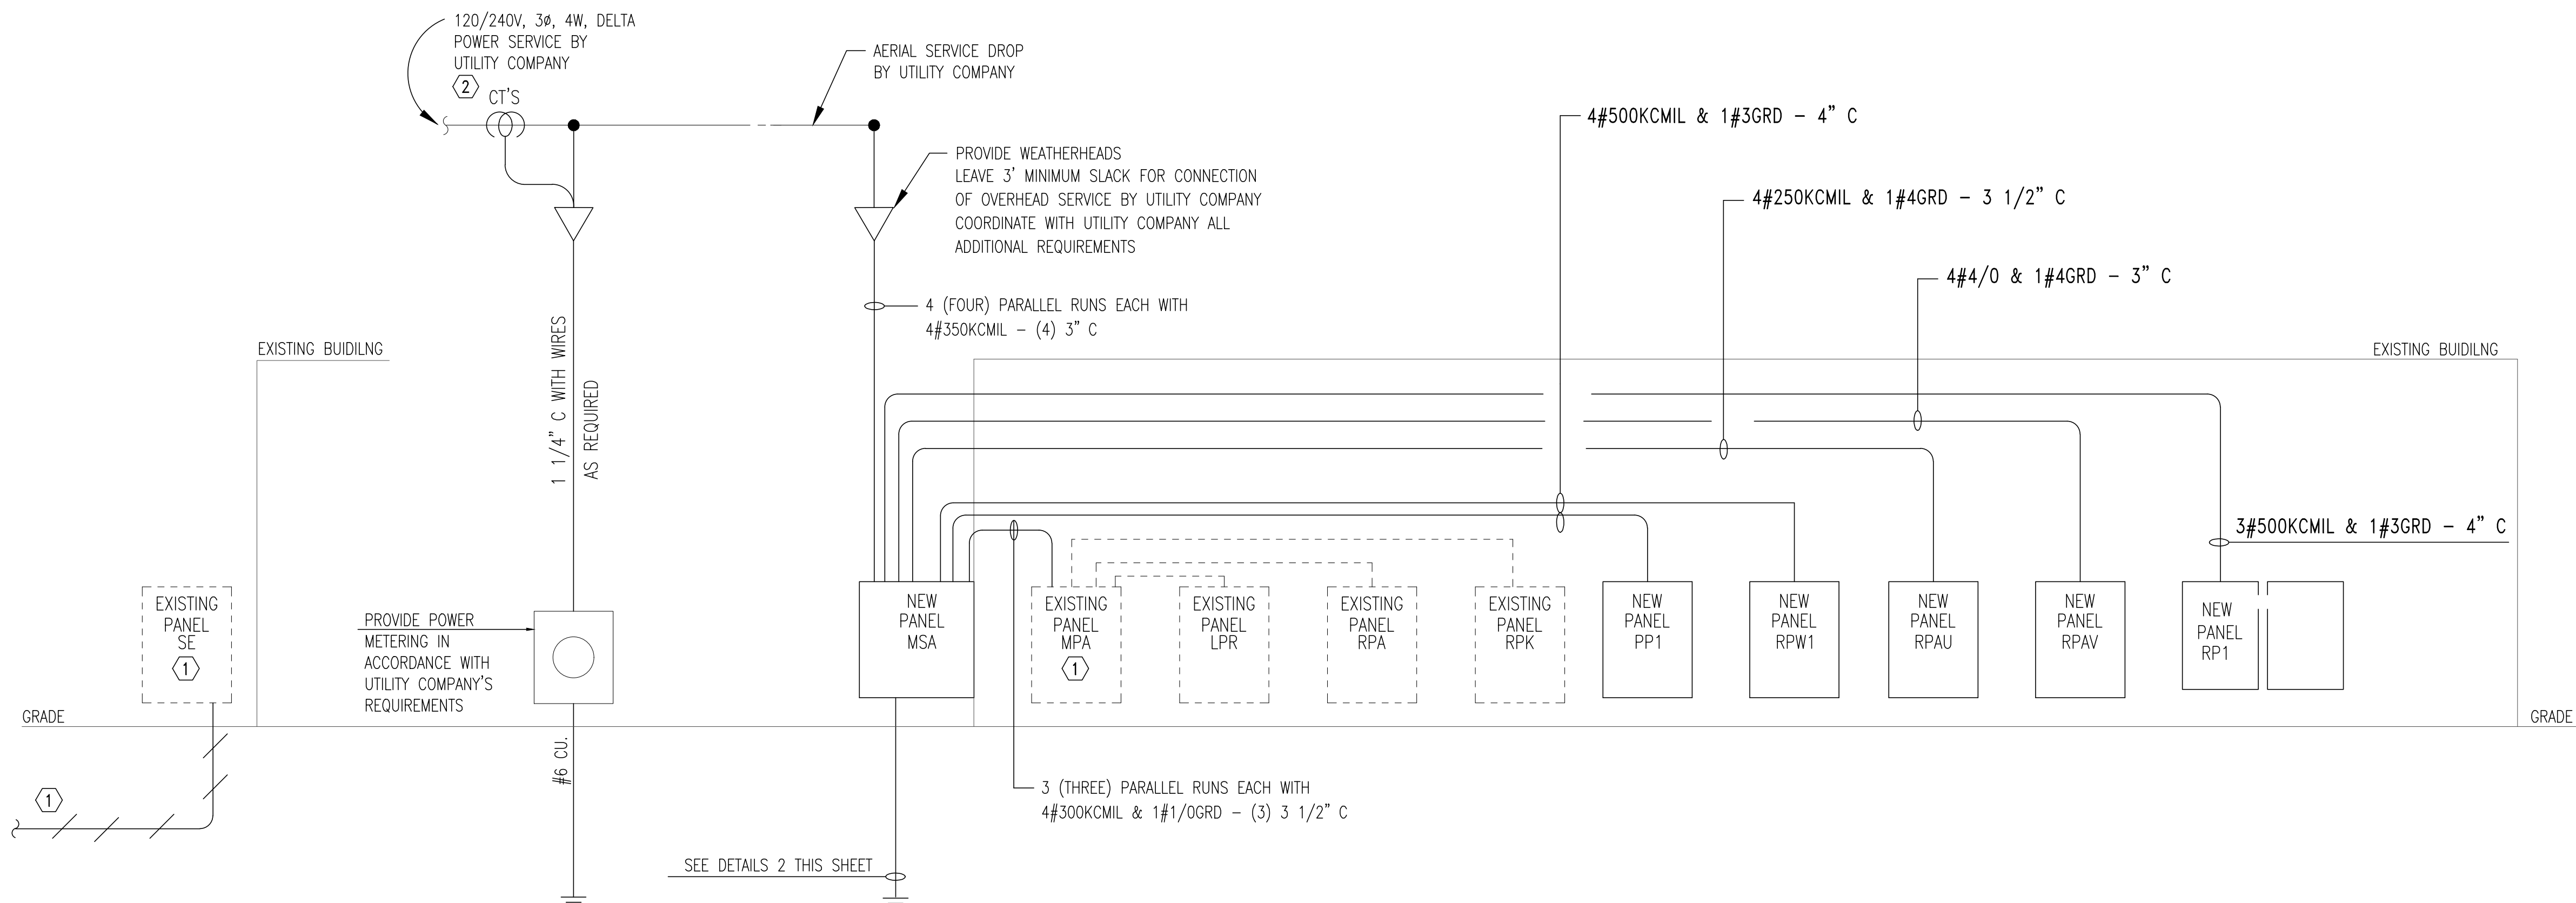 120/240V, 3ø, 4W, DELTA
POWER SERVICE BY
UTILITY COMPANY
2
CT'S
AERIAL SERVICE DROP
BY UTILITY COMPANY
PROVIDE WEATHERHEADS
LEAVE 3' MINIMUM SLACK FOR CONNECTION
OF OVERHEAD SERVICE BY UTILITY COMPANY
COORDINATE WITH UTILITY COMPANY ALL
ADDITIONAL REQUIREMENTS
4#500KCMIL & 1#3GRD - 4" C
4#250KCMIL & 1#4GRD - 3 1/2" C
4#4/0 & 1#4GRD - 3" C
4 (FOUR) PARALLEL RUNS EACH WITH
4#350KCMIL - (4) 3" C
EXISTING BUIDILNG
1 1/4" C WITH WIRES
AS REQUIRED
EXISTING BUIDILNG
3#500KCMIL & 1#3GRD - 4" C
EXISTING
PANEL
SE
1
PROVIDE POWER
METERING IN
ACCORDANCE WITH
UTILITY COMPANY'S
REQUIREMENTS
NEW
PANEL
MSA
EXISTING
PANEL
MPA
1
EXISTING
PANEL
LPR
EXISTING
PANEL
RPA
EXISTING
PANEL
RPK
NEW
PANEL
PP1
NEW
PANEL
RPW1
NEW
PANEL
RPAU
NEW
PANEL
RPAV
NEW
PANEL
RP1
GRADE
GRADE
#6 CU.
1
3 (THREE) PARALLEL RUNS EACH WITH
4#300KCMIL & 1#1/0GRD - (3) 3 1/2" C
SEE DETAILS 2 THIS SHEET